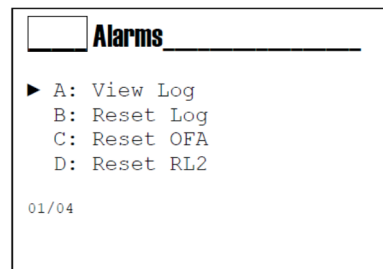 Alarms
► A: View Log
B: Reset Log
C: Reset OFA
D: Reset RL2
01/04